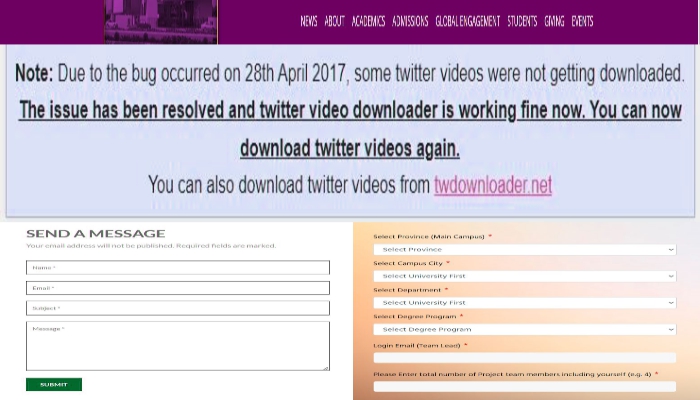 NEWS ABOUT ACADEMICS ADMISSIONS GLOBAL ENGAGEMENT STUDENTS GIVING EVENTS
Note: Due to the bug occurred on 28th April 2017, some twitter videos were not getting downloaded.
The issue has been resolved and twitter video downloader is working fine now. You can now
download twitter videos again.
You can also download twitter videos from twdownloader.net
SEND A MESSAGE
Your email address will not be published. Required fields are marked.
Name *
Email *
Subject *
Message *
SUBMIT
Select Province (Main Campus) *
Select Province
Select Campus City *
Select University First
Select Department *
Select University First
Select Degree Program *
Select Degree Program
Login Email (Team Lead) *
Please Enter total number of Project team members including yourself (e.g. 4) *